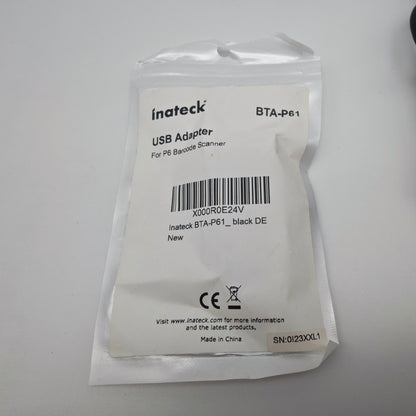 inateck
BTA-P61
USB Adapter
For P6 Barcode Scanner
X000R0E24V
Inateck BTA-P61_ black DE
New
CE
Visit www.inateck.com for more information
and the latest products.
Made in China
SN:0I23XXL1